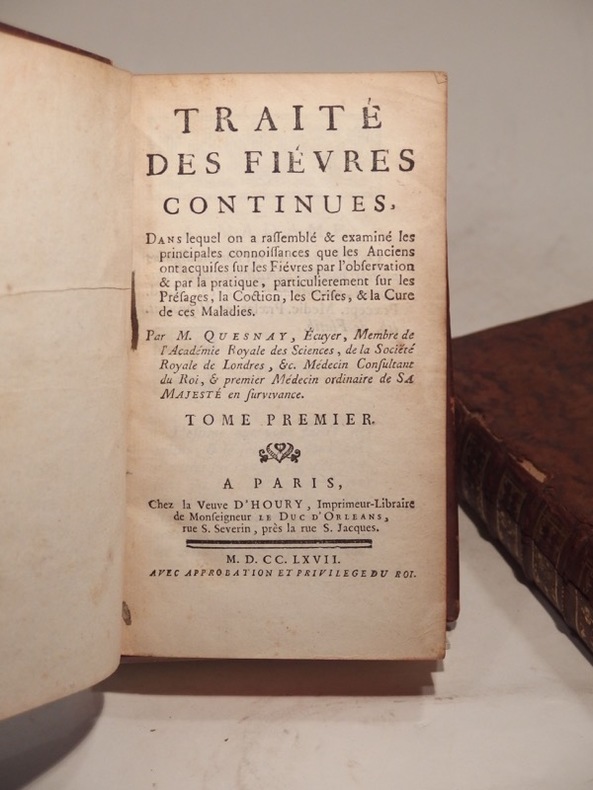 TRAITÉ
DES FIÉVRES
CONTINUES,
DANS lequel on a raſſemblé & examiné les
principales connoiſſances que les Anciens
ont acquiſes ſur les Fiévres par l'obſervation
& par la pratique, particulierement ſur les
Préſages, la Coction, les Criſes, & la Cure
de ces Maladies.
Par M. QUESNAY, Écuyer, Membre de
l'Académie Royale des Sciences, de la Société
Royale de Londres, &c. Médecin Conſultant
du Roi, & premier Médecin ordinaire de SA
MAJESTÉ en ſurvivance.
TOME PREMIER.
A PARIS,
Chez la Veuve D'HOURY, Imprimeur-Libraire
de Monſeigneur LE DUC D'ORLEANS,
rue S. Severin, près la rue S. Jacques.
M. D. CC. LXVII.
AVEC APPROBATION ET PRIVILEGE DU ROI.